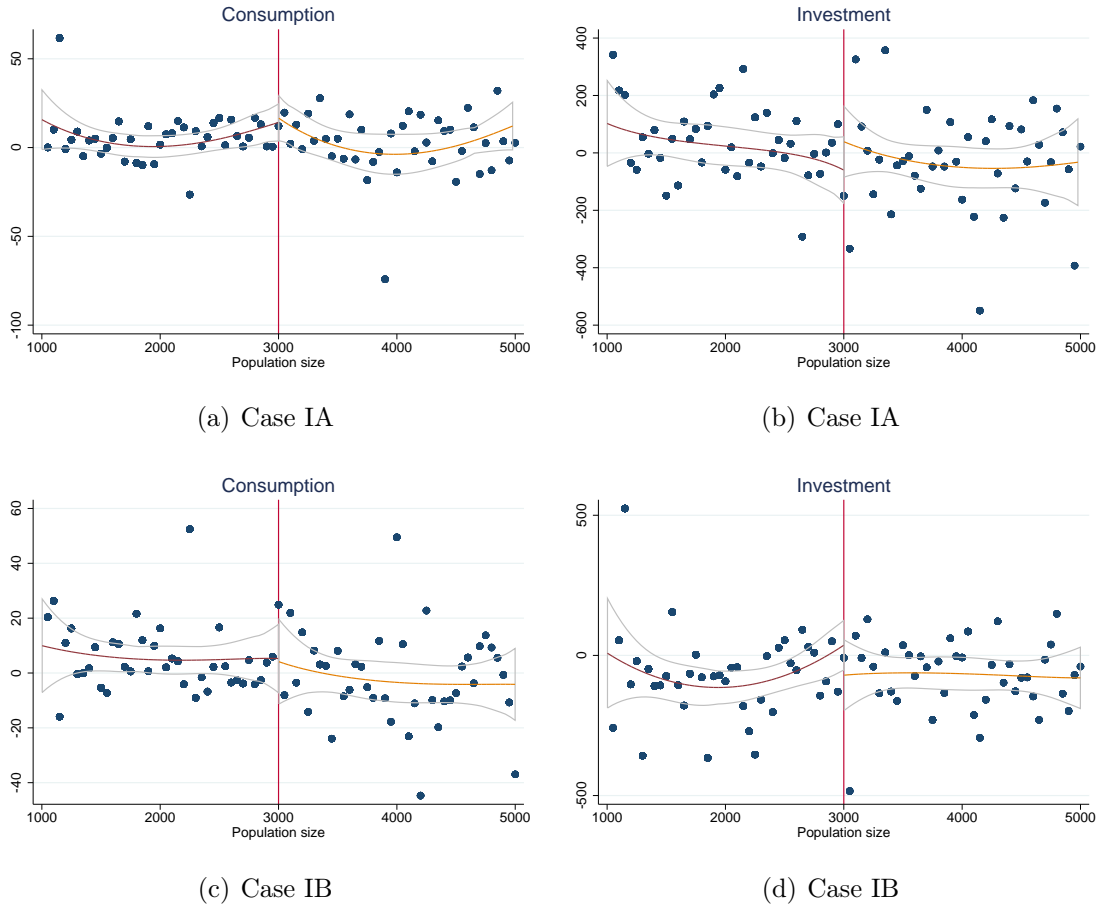 Consumption
50
0
-50
-100
1000 2000 3000 4000 5000
Population size
(a) Case IA
Investment
400
200
0
-200
-400
-600
1000 2000 3000 4000 5000
Population size
(b) Case IA
Consumption
60
40
20
0
-20
-40
1000 2000 3000 4000 5000
Population size
(c) Case IB
Investment
500
0
-500
1000 2000 3000 4000 5000
Population size
(d) Case IB